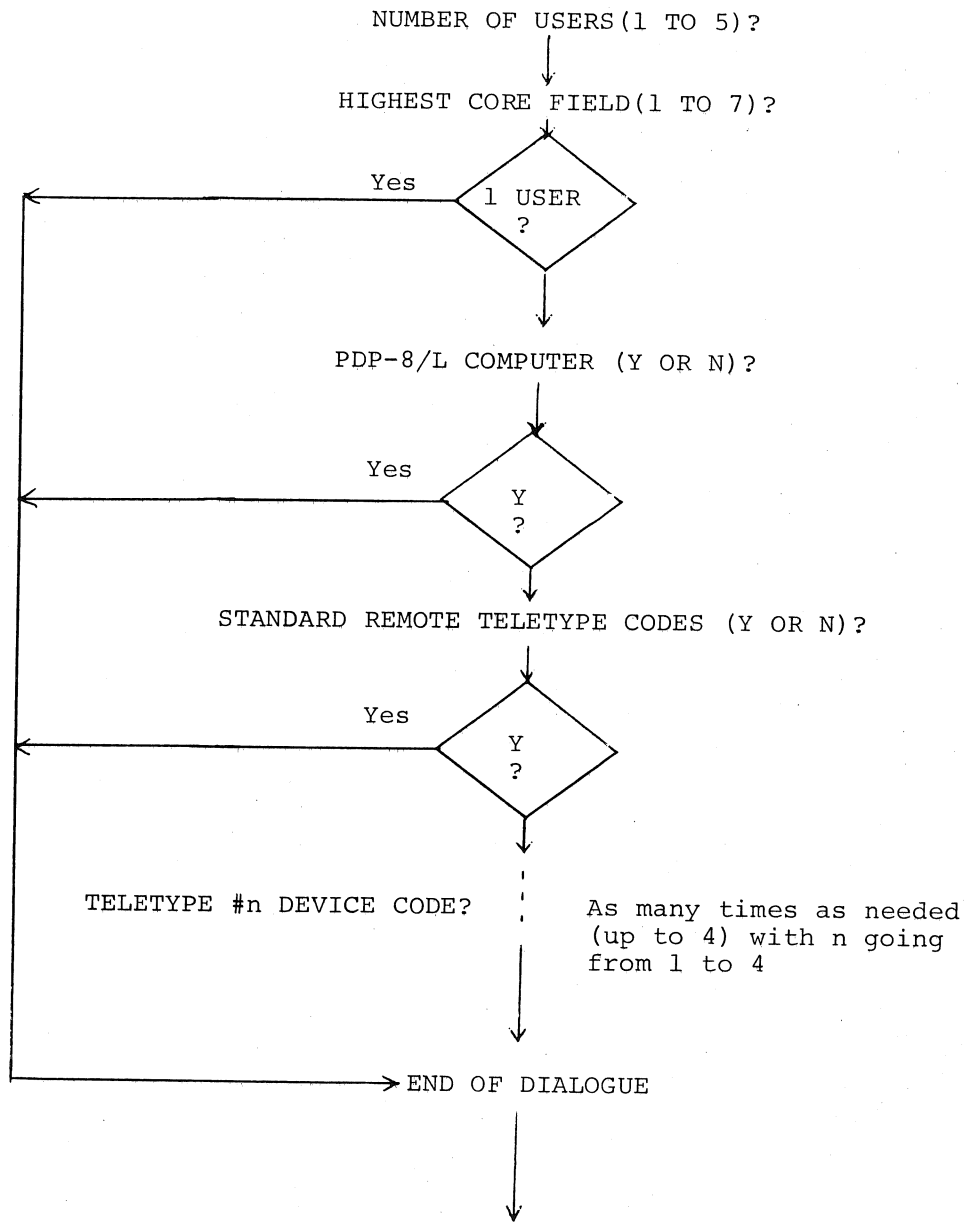 NUMBER OF USERS(1 TO 5)?
HIGHEST CORE FIELD(1 TO 7)?
Yes
1 USER
?
PDP-8/L COMPUTER (Y OR N)?
Yes
Y
?
STANDARD REMOTE TELETYPE CODES (Y OR N)?
Yes
Y
?
TELETYPE #n DEVICE CODE?
As many times as needed
(up to 4) with n going
from 1 to 4
END OF DIALOGUE